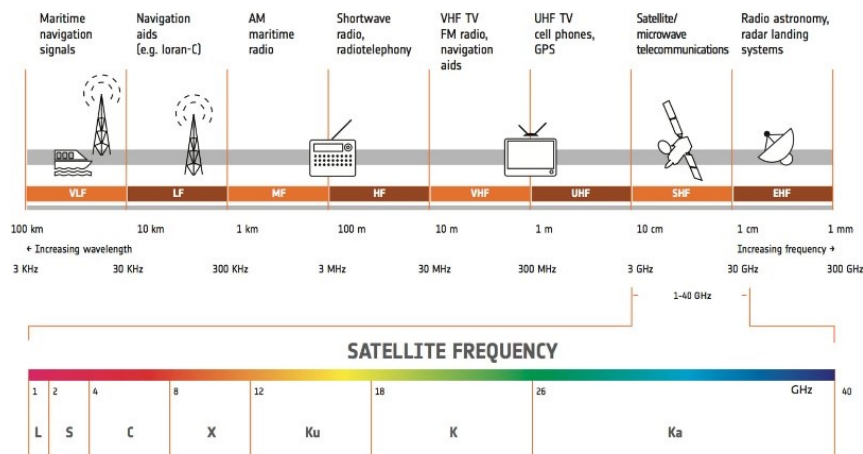 Maritime
navigation
signals
Navigation
aids
(e.g. loran-C)
AM
maritime
radio
Shortwave
radio,
radiotelephony
VHF TV
FM radio,
navigation
aids
UHF TV
cell phones,
GPS
Satellite/
microwave
telecommunications
Radio astronomy,
radar landing
systems
VLF LF MF HF VHF UHF SHF EHF
100 km 10 km 1 km 100 m 10 m 1 m 10 cm 1 cm 1 mm
← Increasing wavelength Increasing frequency →
3 KHz 30 KHz 300 KHz 3 MHz 30 MHz 300 MHz 3 GHz 30 GHz 300 GHz
1-40 GHz
SATELLITE FREQUENCY
1 2 4 8 12 18 26 GHz 40
L S C X Ku K Ka